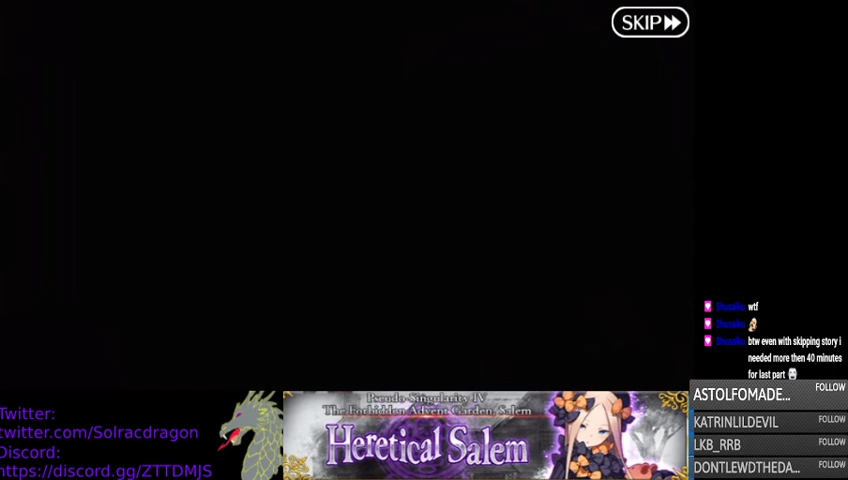 SKIP
wtf
btw even with skipping story i
needed more then 40 minutes
for last part
ASTOLFOMADE... FOLLOW
KATRINLILDEVIL FOLLOW
LKB_RRB FOLLOW
DONTLEWDTHEDA... FOLLOW
Twitter:
twitter.com/Solracdragon
Discord:
https://discord.gg/ZTTDMJS
Pseudo Singularity IV
The Forbidden Advent Garden, Salem
Heretical Salem